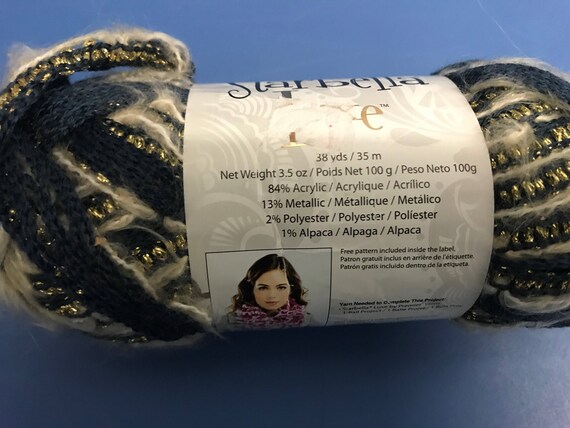 Starbella
38 yds / 35 m
Net Weight 3.5 oz / Poids Net 100 g / Peso Neto 100g
84% Acrylic / Acrylique / Acrílico
13% Metallic / Métallique / Metálico
2% Polyester / Polyester / Poliéster
1% Alpaca / Alpaga / Alpaca
Free pattern included inside the label.
Patron gratuit inclus en arrière de l'étiquette.
Patrón gratis incluido dentro de la etiqueta.
Yarn Needed to Complete This Project: